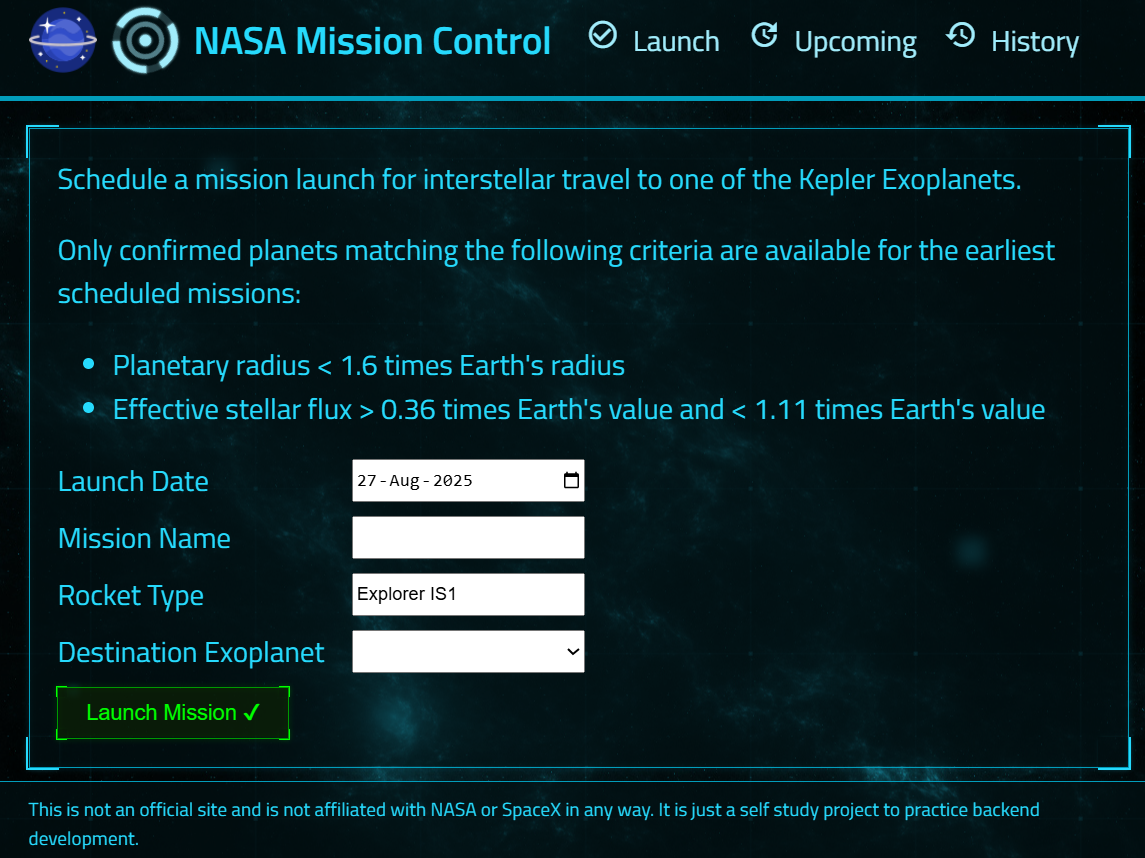 NASA Mission Control
Launch
Upcoming
History
Schedule a mission launch for interstellar travel to one of the Kepler Exoplanets.
Only confirmed planets matching the following criteria are available for the earliest
scheduled missions:
Planetary radius < 1.6 times Earth's radius
Effective stellar flux > 0.36 times Earth's value and < 1.11 times Earth's value
Launch Date 27-Aug-2025
Mission Name
Rocket Type Explorer IS1
Destination Exoplanet
Launch Mission ✓
This is not an official site and is not affiliated with NASA or SpaceX in any way. It is just a self study project to practice backend
development.